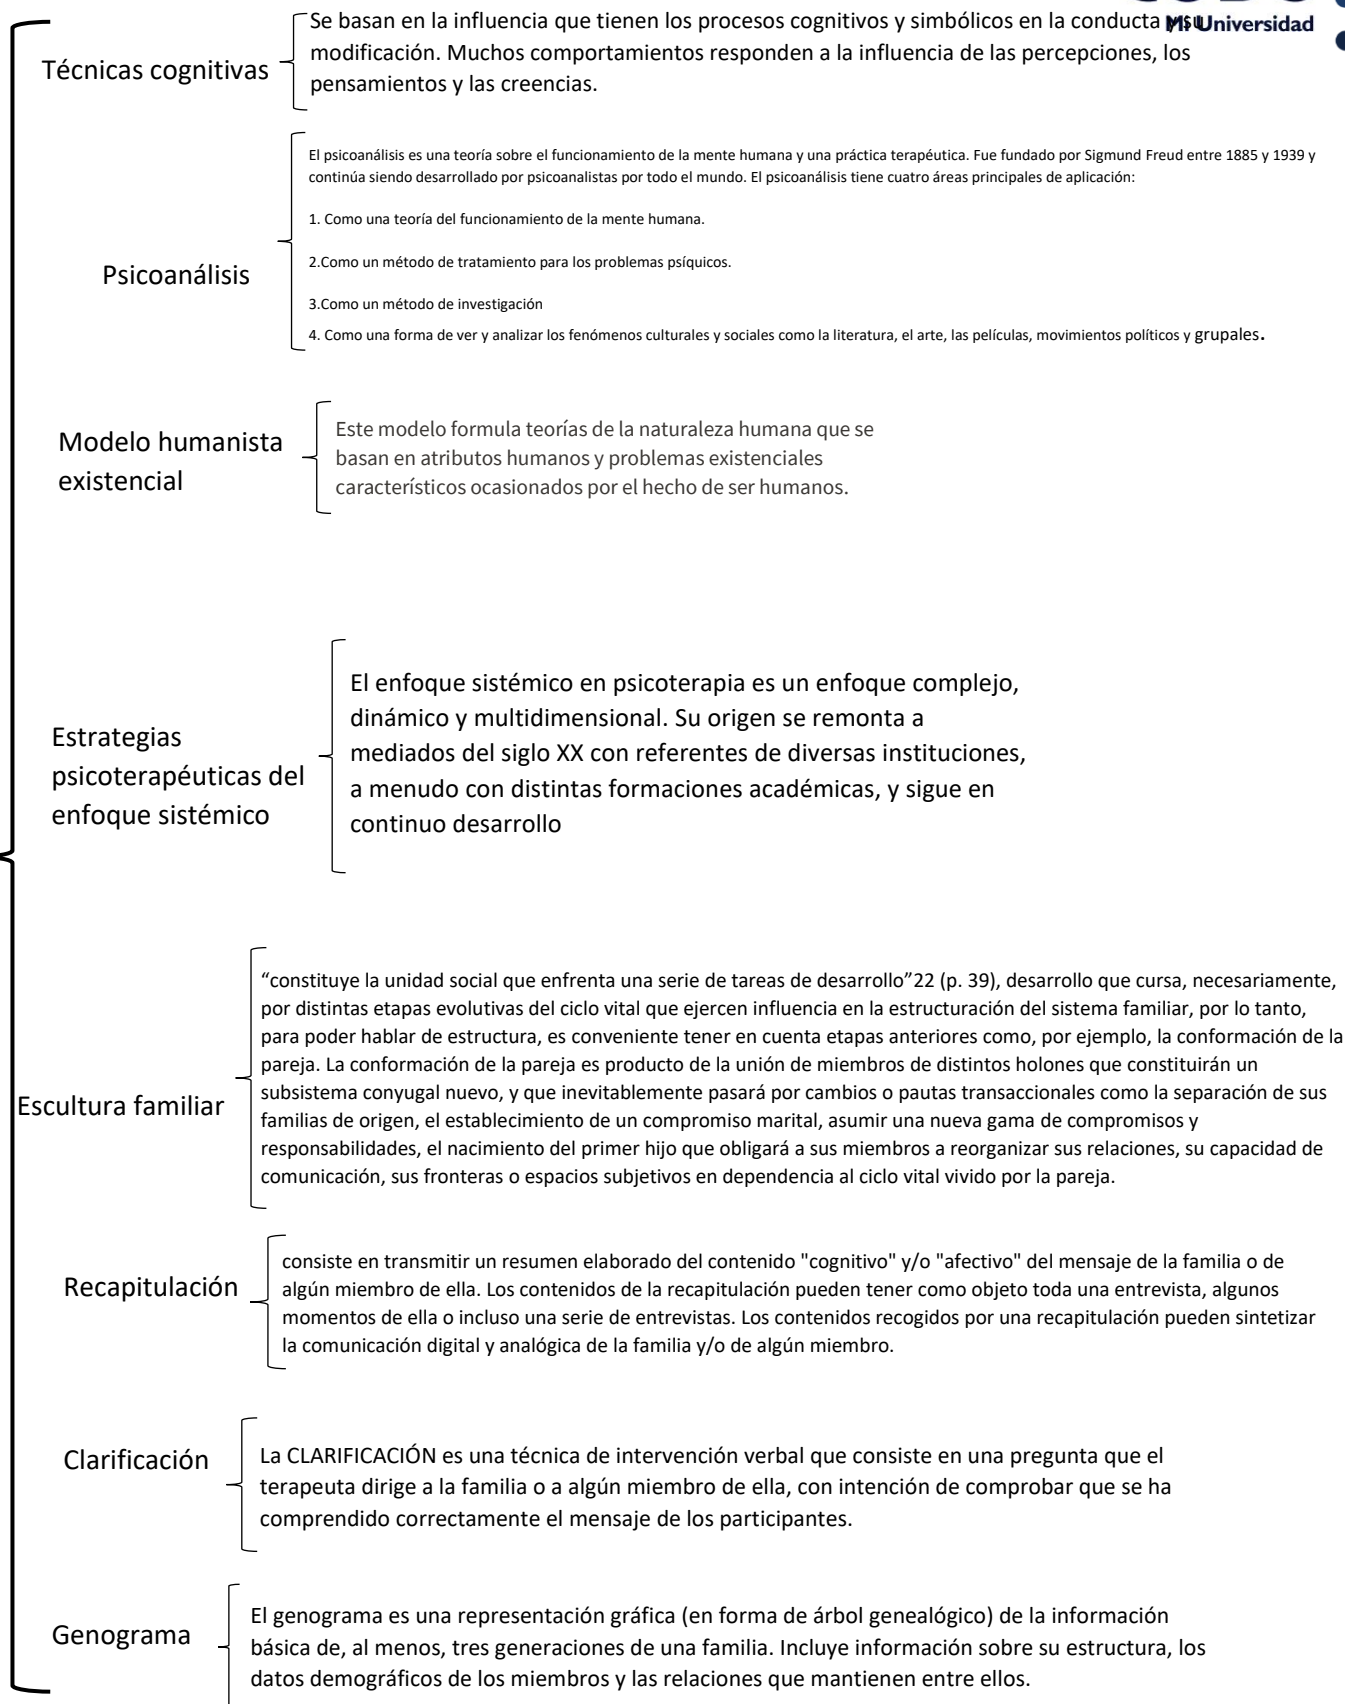 Se basan en la influencia que tienen los procesos cognitivos y simbólicos en la conducta y su
Mi Universidad
modificación. Muchos comportamientos responden a la influencia de las percepciones, los
pensamientos y las creencias.
Técnicas cognitivas
El psicoanálisis es una teoría sobre el funcionamiento de la mente humana y una práctica terapéutica. Fue fundado por Sigmund Freud entre 1885 y 1939 y
continúa siendo desarrollado por psicoanalistas por todo el mundo. El psicoanálisis tiene cuatro áreas principales de aplicación:
1. Como una teoría del funcionamiento de la mente humana.
2.Como un método de tratamiento para los problemas psíquicos.
Psicoanálisis
3.Como un método de investigación
4. Como una forma de ver y analizar los fenómenos culturales y sociales como la literatura, el arte, las películas, movimientos políticos y grupales.
Modelo humanista
existencial
Este modelo formula teorías de la naturaleza humana que se
basan en atributos humanos y problemas existenciales
característicos ocasionados por el hecho de ser humanos.
Estrategias
psicoterapéuticas del
enfoque sistémico
El enfoque sistémico en psicoterapia es un enfoque complejo,
dinámico y multidimensional. Su origen se remonta a
mediados del siglo XX con referentes de diversas instituciones,
a menudo con distintas formaciones académicas, y sigue en
continuo desarrollo
Escultura familiar
“constituye la unidad social que enfrenta una serie de tareas de desarrollo”22 (p. 39), desarrollo que cursa, necesariamente,
por distintas etapas evolutivas del ciclo vital que ejercen influencia en la estructuración del sistema familiar, por lo tanto,
para poder hablar de estructura, es conveniente tener en cuenta etapas anteriores como, por ejemplo, la conformación de la
pareja. La conformación de la pareja es producto de la unión de miembros de distintos holones que constituirán un
subsistema conyugal nuevo, y que inevitablemente pasará por cambios o pautas transaccionales como la separación de sus
familias de origen, el establecimiento de un compromiso marital, asumir una nueva gama de compromisos y
responsabilidades, el nacimiento del primer hijo que obligará a sus miembros a reorganizar sus relaciones, su capacidad de
comunicación, sus fronteras o espacios subjetivos en dependencia al ciclo vital vivido por la pareja.
Recapitulación
consiste en transmitir un resumen elaborado del contenido "cognitivo" y/o "afectivo" del mensaje de la familia o de
algún miembro de ella. Los contenidos de la recapitulación pueden tener como objeto toda una entrevista, algunos
momentos de ella o incluso una serie de entrevistas. Los contenidos recogidos por una recapitulación pueden sintetizar
la comunicación digital y analógica de la familia y/o de algún miembro.
Clarificación
La CLARIFICACIÓN es una técnica de intervención verbal que consiste en una pregunta que el
terapeuta dirige a la familia o a algún miembro de ella, con intención de comprobar que se ha
comprendido correctamente el mensaje de los participantes.
Genograma
El genograma es una representación gráfica (en forma de árbol genealógico) de la información
básica de, al menos, tres generaciones de una familia. Incluye información sobre su estructura, los
datos demográficos de los miembros y las relaciones que mantienen entre ellos.